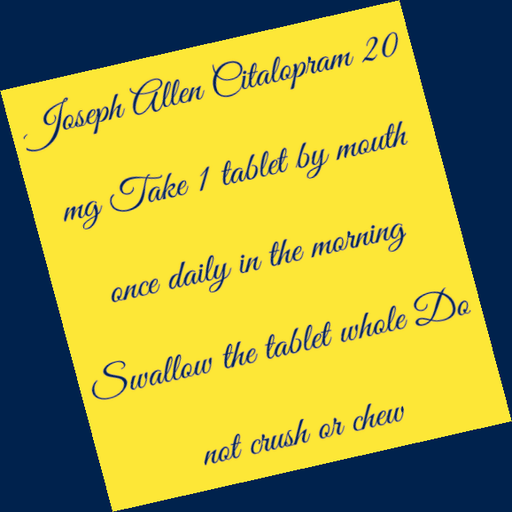 Joseph Allen Citalopram 20
mg Take 1 tablet by mouth
once daily in the morning
Swallow the tablet whole Do
not crush or chew